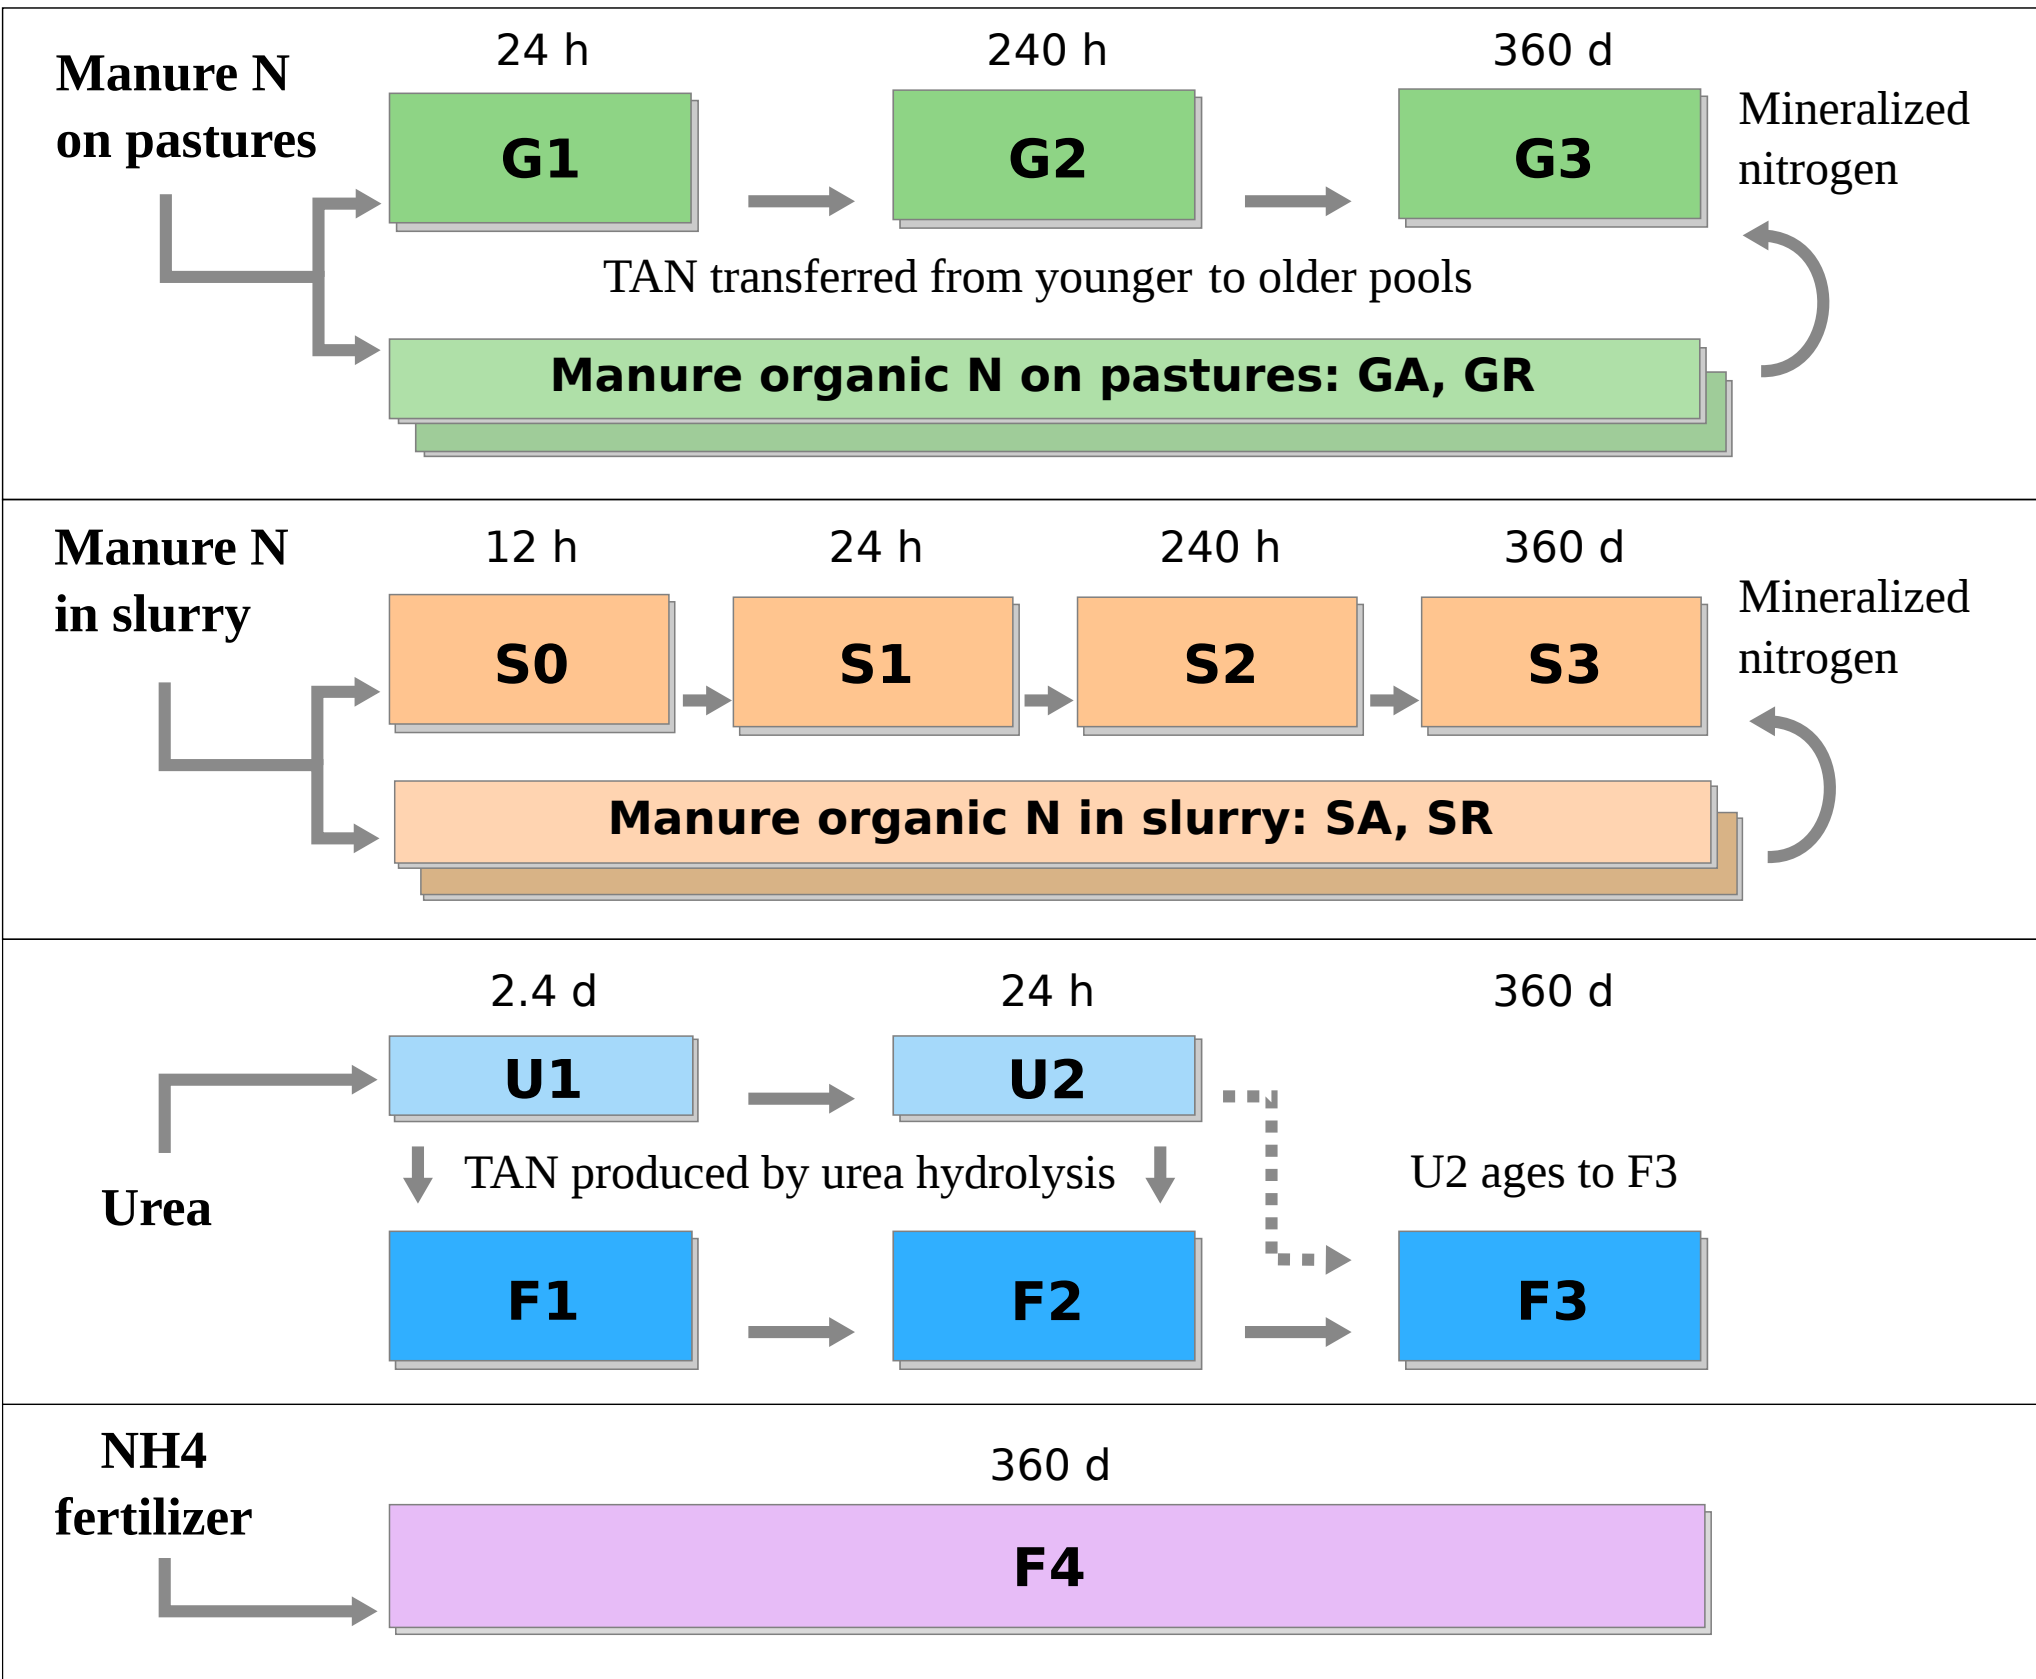 Manure N
on pastures
24 h
240 h
360 d
G1
G2
G3
Mineralized
nitrogen
TAN transferred from younger to older pools
Manure organic N on pastures: GA, GR
Manure N
in slurry
12 h
24 h
240 h
360 d
S0
S1
S2
S3
Mineralized
nitrogen
Manure organic N in slurry: SA, SR
2.4 d
24 h
360 d
U1
U2
TAN produced by urea hydrolysis
U2 ages to F3
Urea
F1
F2
F3
NH4
fertilizer
360 d
F4